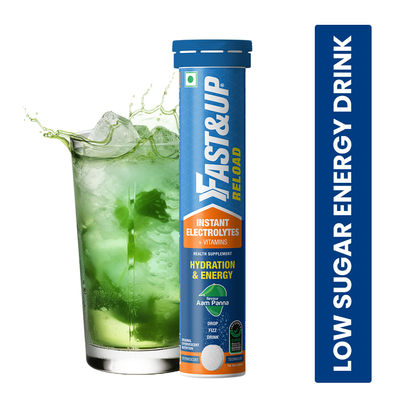 FAST&UP
RELOAD
INSTANT
ELECTROLYTES
+ VITAMINS
HEALTH SUPPLEMENT
HYDRATION
& ENERGY
flavour
Aam Panna
DROP
FIZZ
DRINK
LOW SUGAR ENERGY DRINK